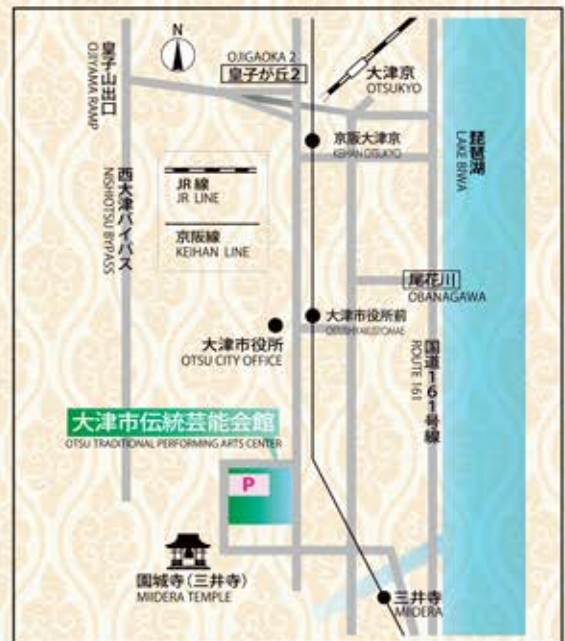 N
皇子山出口
OJIYAMA RAMP
OJIGAOKA 2
皇子が丘2
大津京
OTSUKYO
京阪大津京
KEIHAN OTSUKYO
琵琶湖
LAKE BIWA
西大津バイパス
NISHIOTSU BYPASS
JR線
JR LINE
京阪線
KEIHAN LINE
尾花川
OBANAGAWA
大津市役所
OTSU CITY OFFICE
大津市役所前
国道161号線
ROUTE 161
大津市伝統芸能会館
OTSU TRADITIONAL PERFORMING ARTS CENTER
P
園城寺(三井寺)
MIIDERA TEMPLE
三井寺
MIIDERA